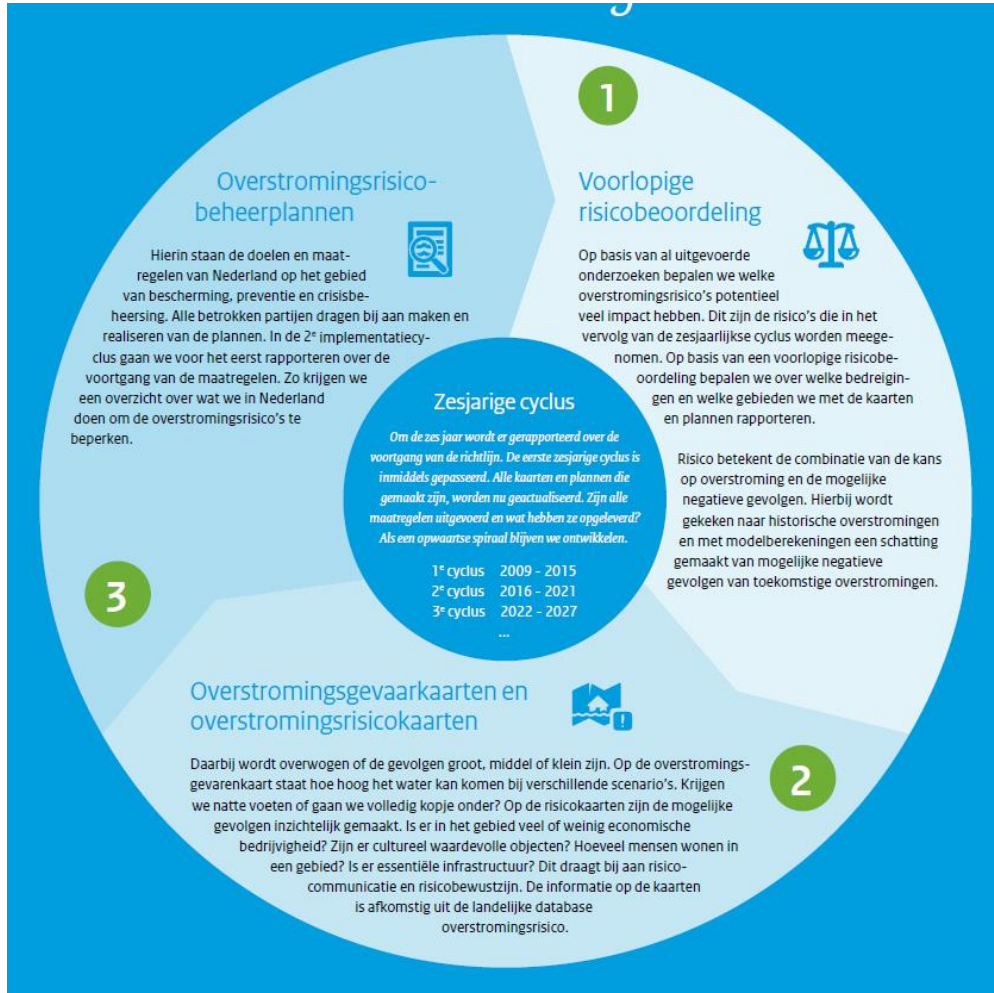 1
Voorlopige
risicobeoordeling
Op basis van al uitgevoerde
onderzoeken bepalen we welke
overstromingsrisico's potentieel
veel impact hebben. Dit zijn de risico's die in het
vervolg van de zesjaarlijkse cyclus worden meege-
nomen. Op basis van een voorlopige risicobe-
oordeling bepalen we over welke bedreigin-
gen en welke gebieden we met de kaarten
en plannen rapporteren.
Risico betekent de combinatie van de kans
op overstroming en de mogelijke
negatieve gevolgen. Hierbij wordt
gekeken naar historische overstromingen
en met modelberekeningen een schatting
gemaakt van mogelijke negatieve
gevolgen van toekomstige overstromingen.
2
Overstromingsgevaarkaarten en
overstromingsrisicokaarten
Daarbij wordt overwogen of de gevolgen groot, middel of klein zijn. Op de overstromings-
gevarenkaart staat hoe hoog het water kan komen bij verschillende scenario's. Krijgen
we natte voeten of gaan we volledig kopje onder? Op de risicokaarten zijn de mogelijke
gevolgen inzichtelijk gemaakt. Is er in het gebied veel of weinig economische
bedrijvigheid? Zijn er cultureel waardevolle objecten? Hoeveel mensen wonen in
een gebied? Is er essentiële infrastructuur? Dit draagt bij aan risico-
communicatie en risicobewustzijn. De informatie op de kaarten
is afkomstig uit de landelijke database
overstromingsrisico.
3
Overstromingsrisico-
beheerplannen
Hierin staan de doelen en maat-
regelen van Nederland op het gebied
van bescherming, preventie en crisisbe-
heersing. Alle betrokken partijen dragen bij aan maken en
realiseren van de plannen. In de 2e implementatiecy-
clus gaan we voor het eerst rapporteren over de
voortgang van de maatregelen. Zo krijgen we
een overzicht over wat we in Nederland
doen om de overstromingsrisico's te
beperken.
Zesjarige cyclus
Om de zes jaar wordt er gerapporteerd over de
voortgang van de richtlijn. De eerste zesjarige cyclus is
inmiddels gepasseerd. Alle kaarten en plannen die
gemaakt zijn, worden nu geactualiseerd. Zijn alle
maatregelen uitgevoerd en wat hebben ze opgeleverd?
Als een opwaartse spiraal blijven we ontwikkelen.
1e cyclus 2009 - 2015
2e cyclus 2016 - 2021
3e cyclus 2022 - 2027
...